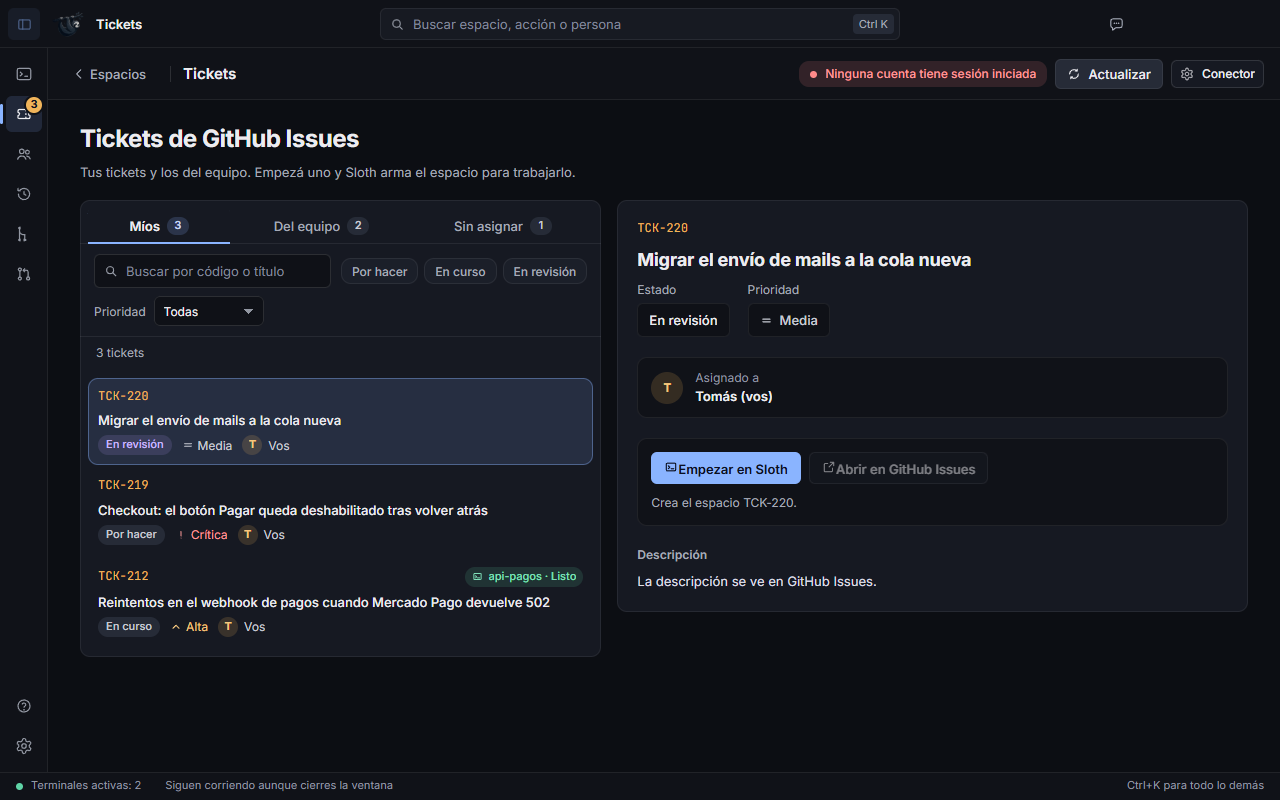 Tickets
Buscar espacio, acción o persona
Ctrl K
3
Espacios
Tickets
Ninguna cuenta tiene sesión iniciada
Actualizar
Conector
Tickets de GitHub Issues
Tus tickets y los del equipo. Empezá uno y Sloth arma el espacio para trabajarlo.
Míos 3
Del equipo 2
Sin asignar 1
Buscar por código o título
Por hacer
En curso
En revisión
Prioridad
Todas
3 tickets
TCK-220
Migrar el envío de mails a la cola nueva
En revisión
Media
T
Vos
TCK-219
Checkout: el botón Pagar queda deshabilitado tras volver atrás
Por hacer
Crítica
T
Vos
TCK-212
api-pagos · Listo
Reintentos en el webhook de pagos cuando Mercado Pago devuelve 502
En curso
Alta
T
Vos
TCK-220
Migrar el envío de mails a la cola nueva
Estado
Prioridad
En revisión
Media
T
Asignado a
Tomás (vos)
Empezar en Sloth
Abrir en GitHub Issues
Crea el espacio TCK-220.
Descripción
La descripción se ve en GitHub Issues.
Terminales activas: 2
Siguen corriendo aunque cierres la ventana
Ctrl+K para todo lo demás